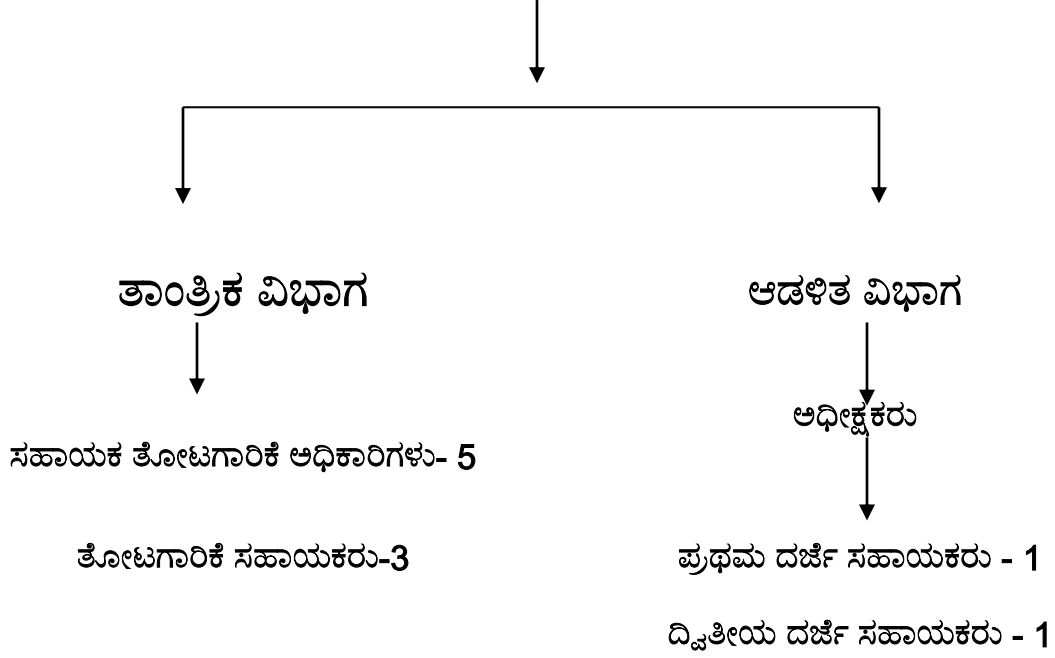 ತಾಂತ್ರಿಕ ವಿಭಾಗ
ಆಡಳಿತ ವಿಭಾಗ
ಅಧೀಕ್ಷಕರು
ಸಹಾಯಕ ತೋಟಗಾರಿಕೆ ಅಧಿಕಾರಿಗಳು- 5
ತೋಟಗಾರಿಕೆ ಸಹಾಯಕರು-3
ಪ್ರಥಮ ದರ್ಜೆ ಸಹಾಯಕರು - 1
ದ್ವಿತೀಯ ದರ್ಜೆ ಸಹಾಯಕರು - 1